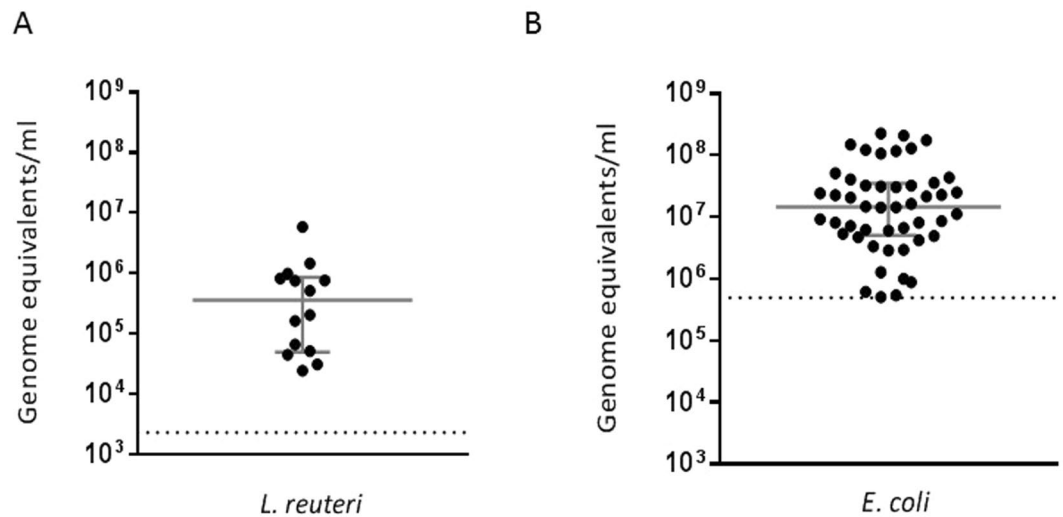 A
Genome equivalents/ml
10⁹
10⁸
10⁷
10⁶
10⁵
10⁴
10³
L. reuteri
B
Genome equivalents/ml
10⁹
10⁸
10⁷
10⁶
10⁵
10⁴
10³
E. coli